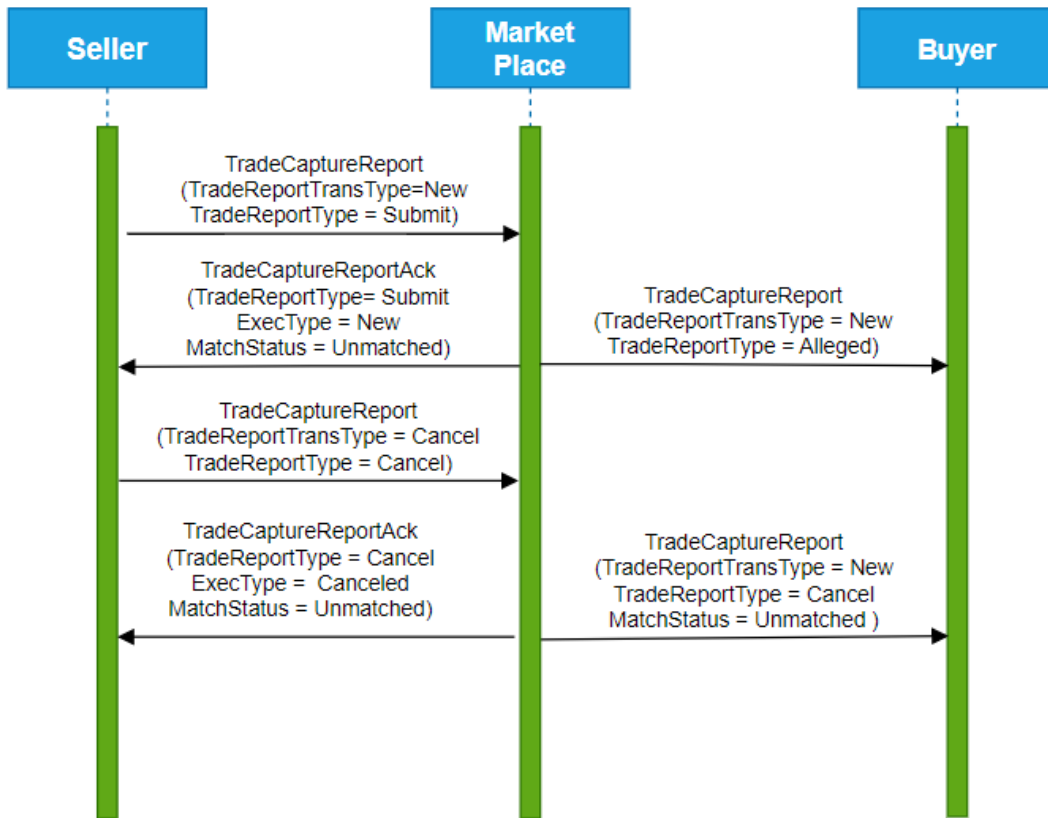 Seller
Market
Place
Buyer
TradeCaptureReport
(TradeReportTransType=New
TradeReportType = Submit)
TradeCaptureReportAck
(TradeReportType= Submit
ExecType = New
MatchStatus = Unmatched)
TradeCaptureReport
(TradeReportTransType = New
TradeReportType = Alleged)
TradeCaptureReport
(TradeReportTransType = Cancel
TradeReportType = Cancel)
TradeCaptureReportAck
(TradeReportType = Cancel
ExecType =  Canceled
MatchStatus = Unmatched)
TradeCaptureReport
(TradeReportTransType = New
TradeReportType = Cancel
MatchStatus = Unmatched )